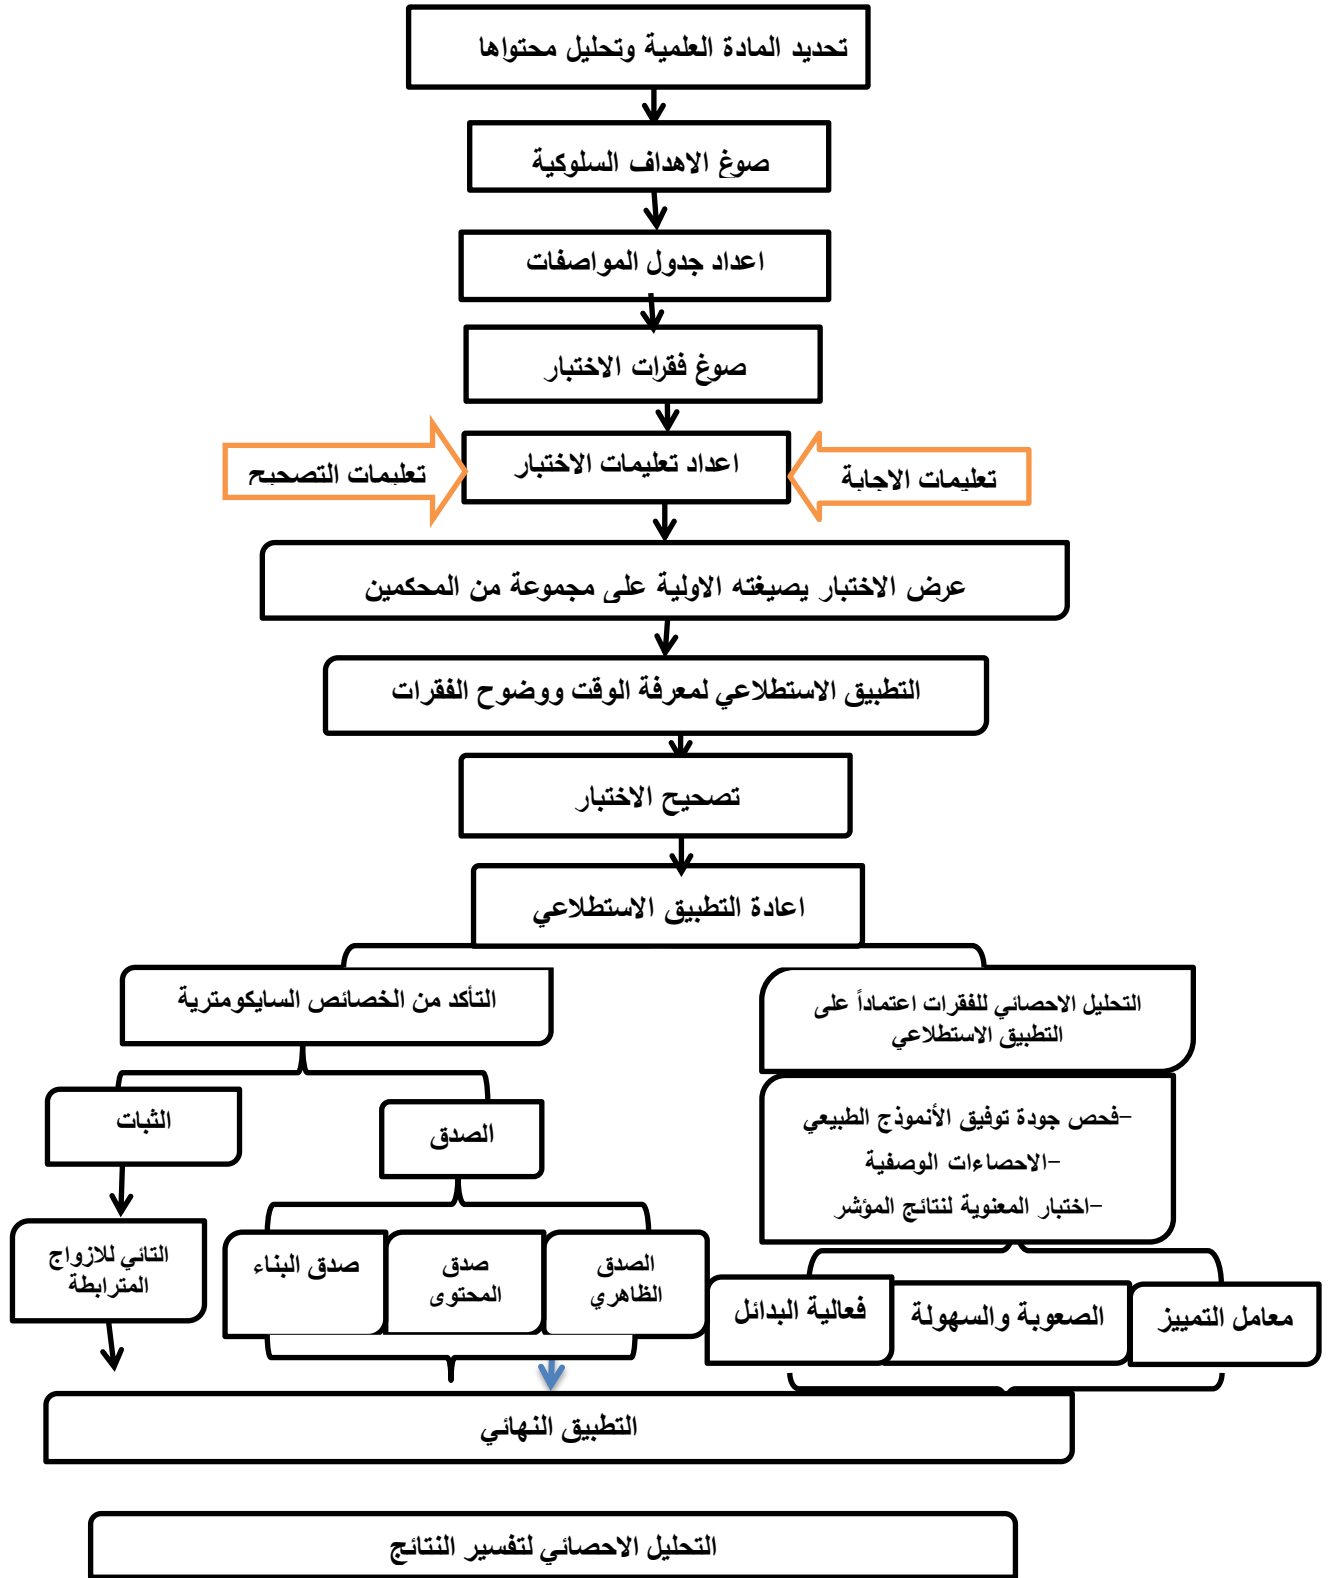 تحديد المادة العلمية وتحليل محتواها
صوغ الاهداف السلوكية
اعداد جدول المواصفات
صوغ فقرات الاختبار
تعليمات الاجابة
اعداد تعليمات الاختبار
تعليمات التصحيح
عرض الاختبار يصيغته الاولية على مجموعة من المحكمين
التطبيق الاستطلاعي لمعرفة الوقت ووضوح الفقرات
تصحيح الاختبار
اعادة التطبيق الاستطلاعي
التحليل الاحصائي للفقرات اعتماداً على
التطبيق الاستطلاعي
التأكد من الخصائص السايكومترية
-فحص جودة توفيق الأنموذج الطبيعي
-الاحصاءات الوصفية
-اختبار المعنوية لنتائج المؤشر
الصدق
الثبات
معامل التمييز
الصعوبة والسهولة
فعالية البدائل
الصدق
الظاهري
صدق
المحتوى
صدق البناء
التائي للازواج
المترابطة
التطبيق النهائي
التحليل الاحصائي لتفسير النتائج